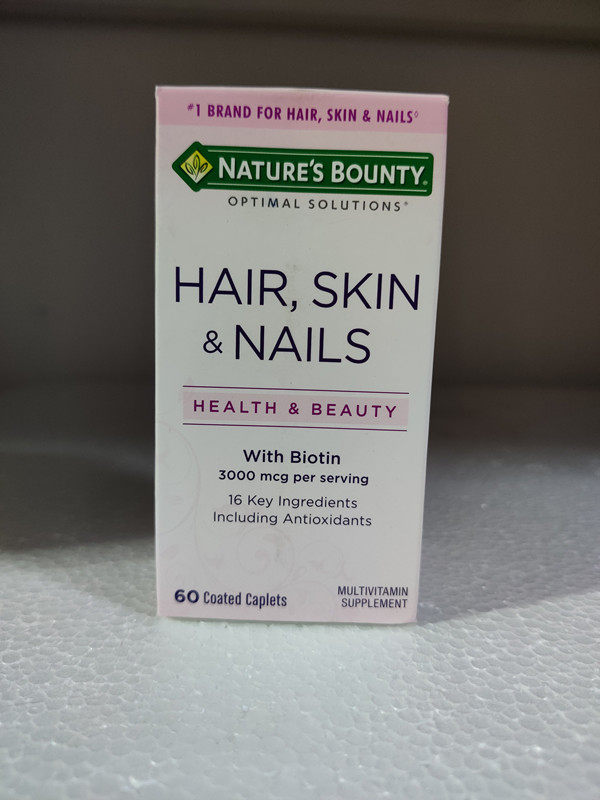 #1 BRAND FOR HAIR, SKIN & NAILS◊
NATURE'S BOUNTY®
OPTIMAL SOLUTIONS®
HAIR, SKIN
& NAILS
HEALTH & BEAUTY
With Biotin
3000 mcg per serving
16 Key Ingredients
Including Antioxidants
60 Coated Caplets
MULTIVITAMIN
SUPPLEMENT